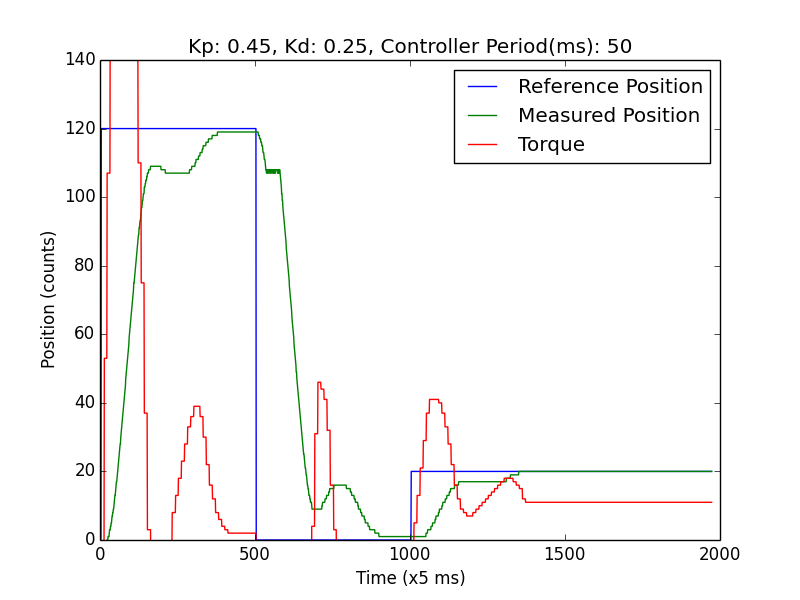 Kp: 0.45, Kd: 0.25, Controller Period(ms): 50
140
120
100
80
60
40
20
0
Position (counts)
Reference Position
Measured Position
Torque
0
500
1000
1500
2000
Time (x5 ms)